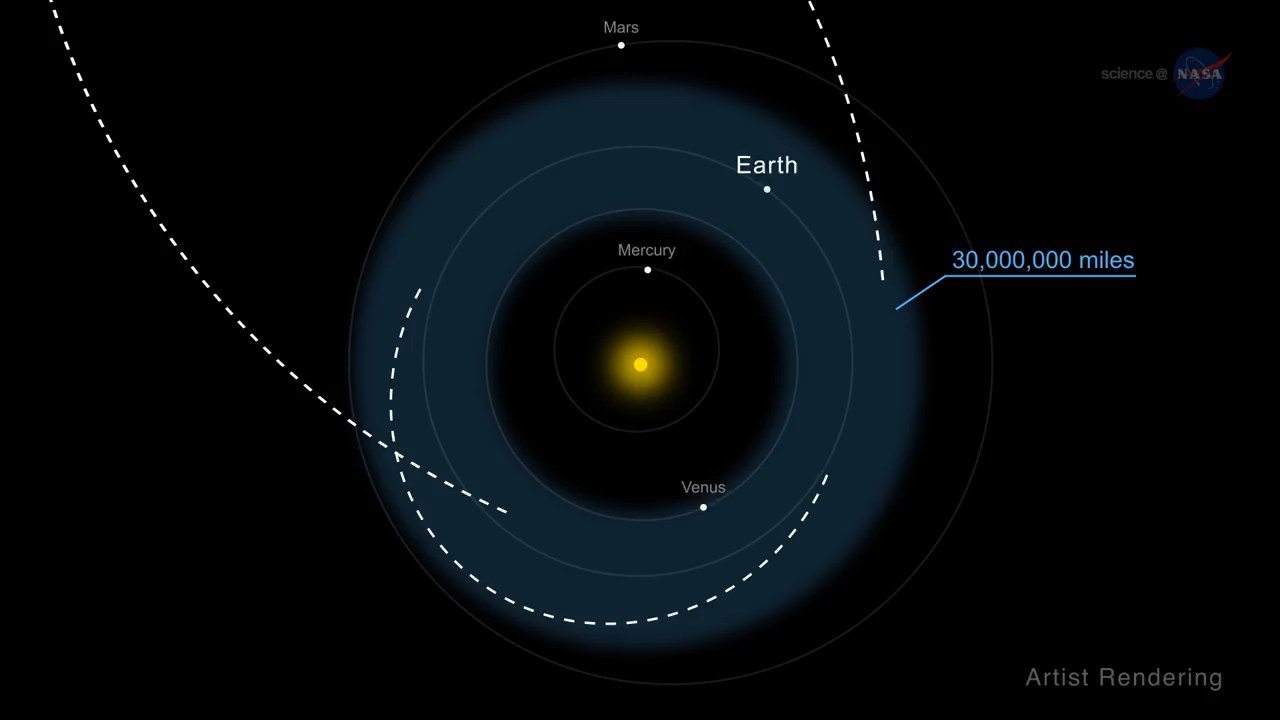 Mars
science @ NASA
Earth
Mercury
30,000,000 miles
Venus
Artist Rendering